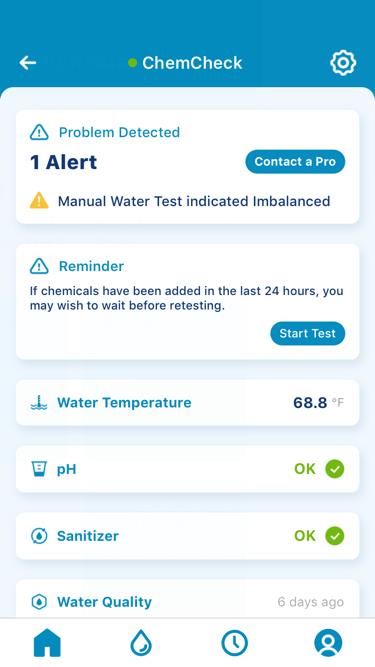 ChemCheck
Problem Detected
1 Alert
Contact a Pro
Manual Water Test indicated Imbalanced
Reminder
If chemicals have been added in the last 24 hours, you
may wish to wait before retesting.
Start Test
Water Temperature 68.8 °F
pH OK
Sanitizer OK
Water Quality 6 days ago